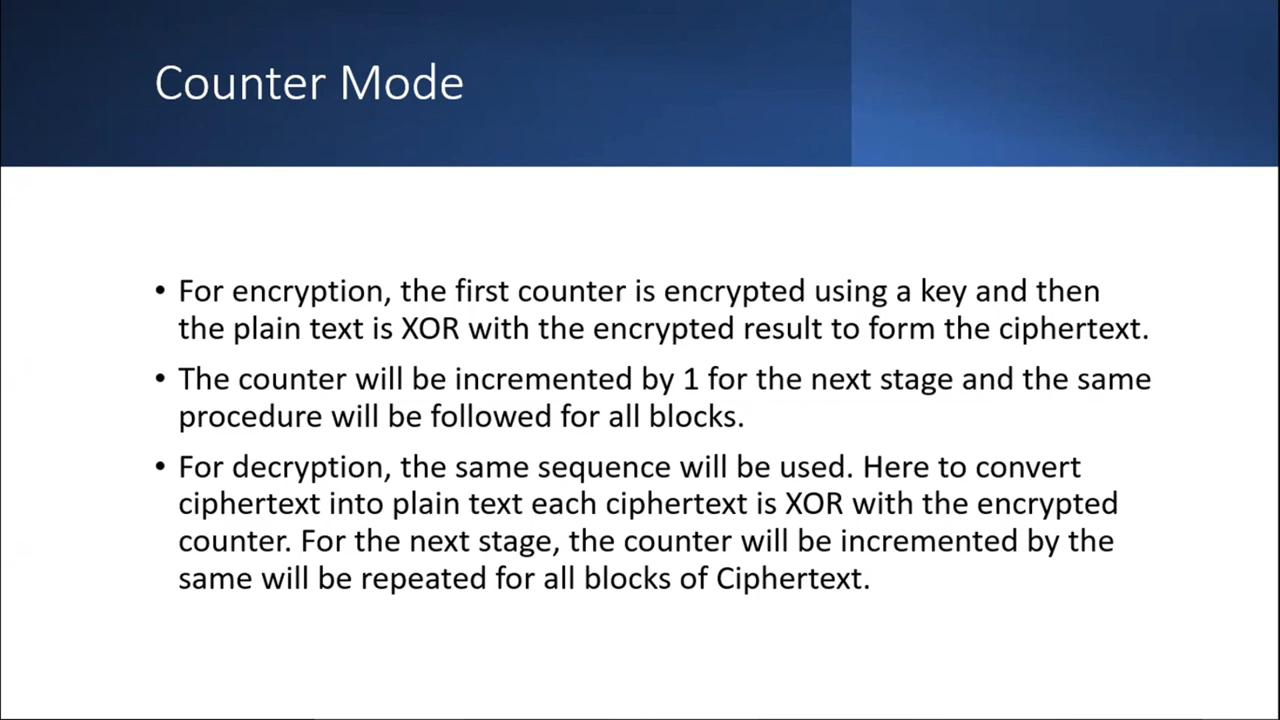 Counter Mode
• For encryption, the first counter is encrypted using a key and then
the plain text is XOR with the encrypted result to form the ciphertext.
• The counter will be incremented by 1 for the next stage and the same
procedure will be followed for all blocks.
• For decryption, the same sequence will be used. Here to convert
ciphertext into plain text each ciphertext is XOR with the encrypted
counter. For the next stage, the counter will be incremented by the
same will be repeated for all blocks of Ciphertext.